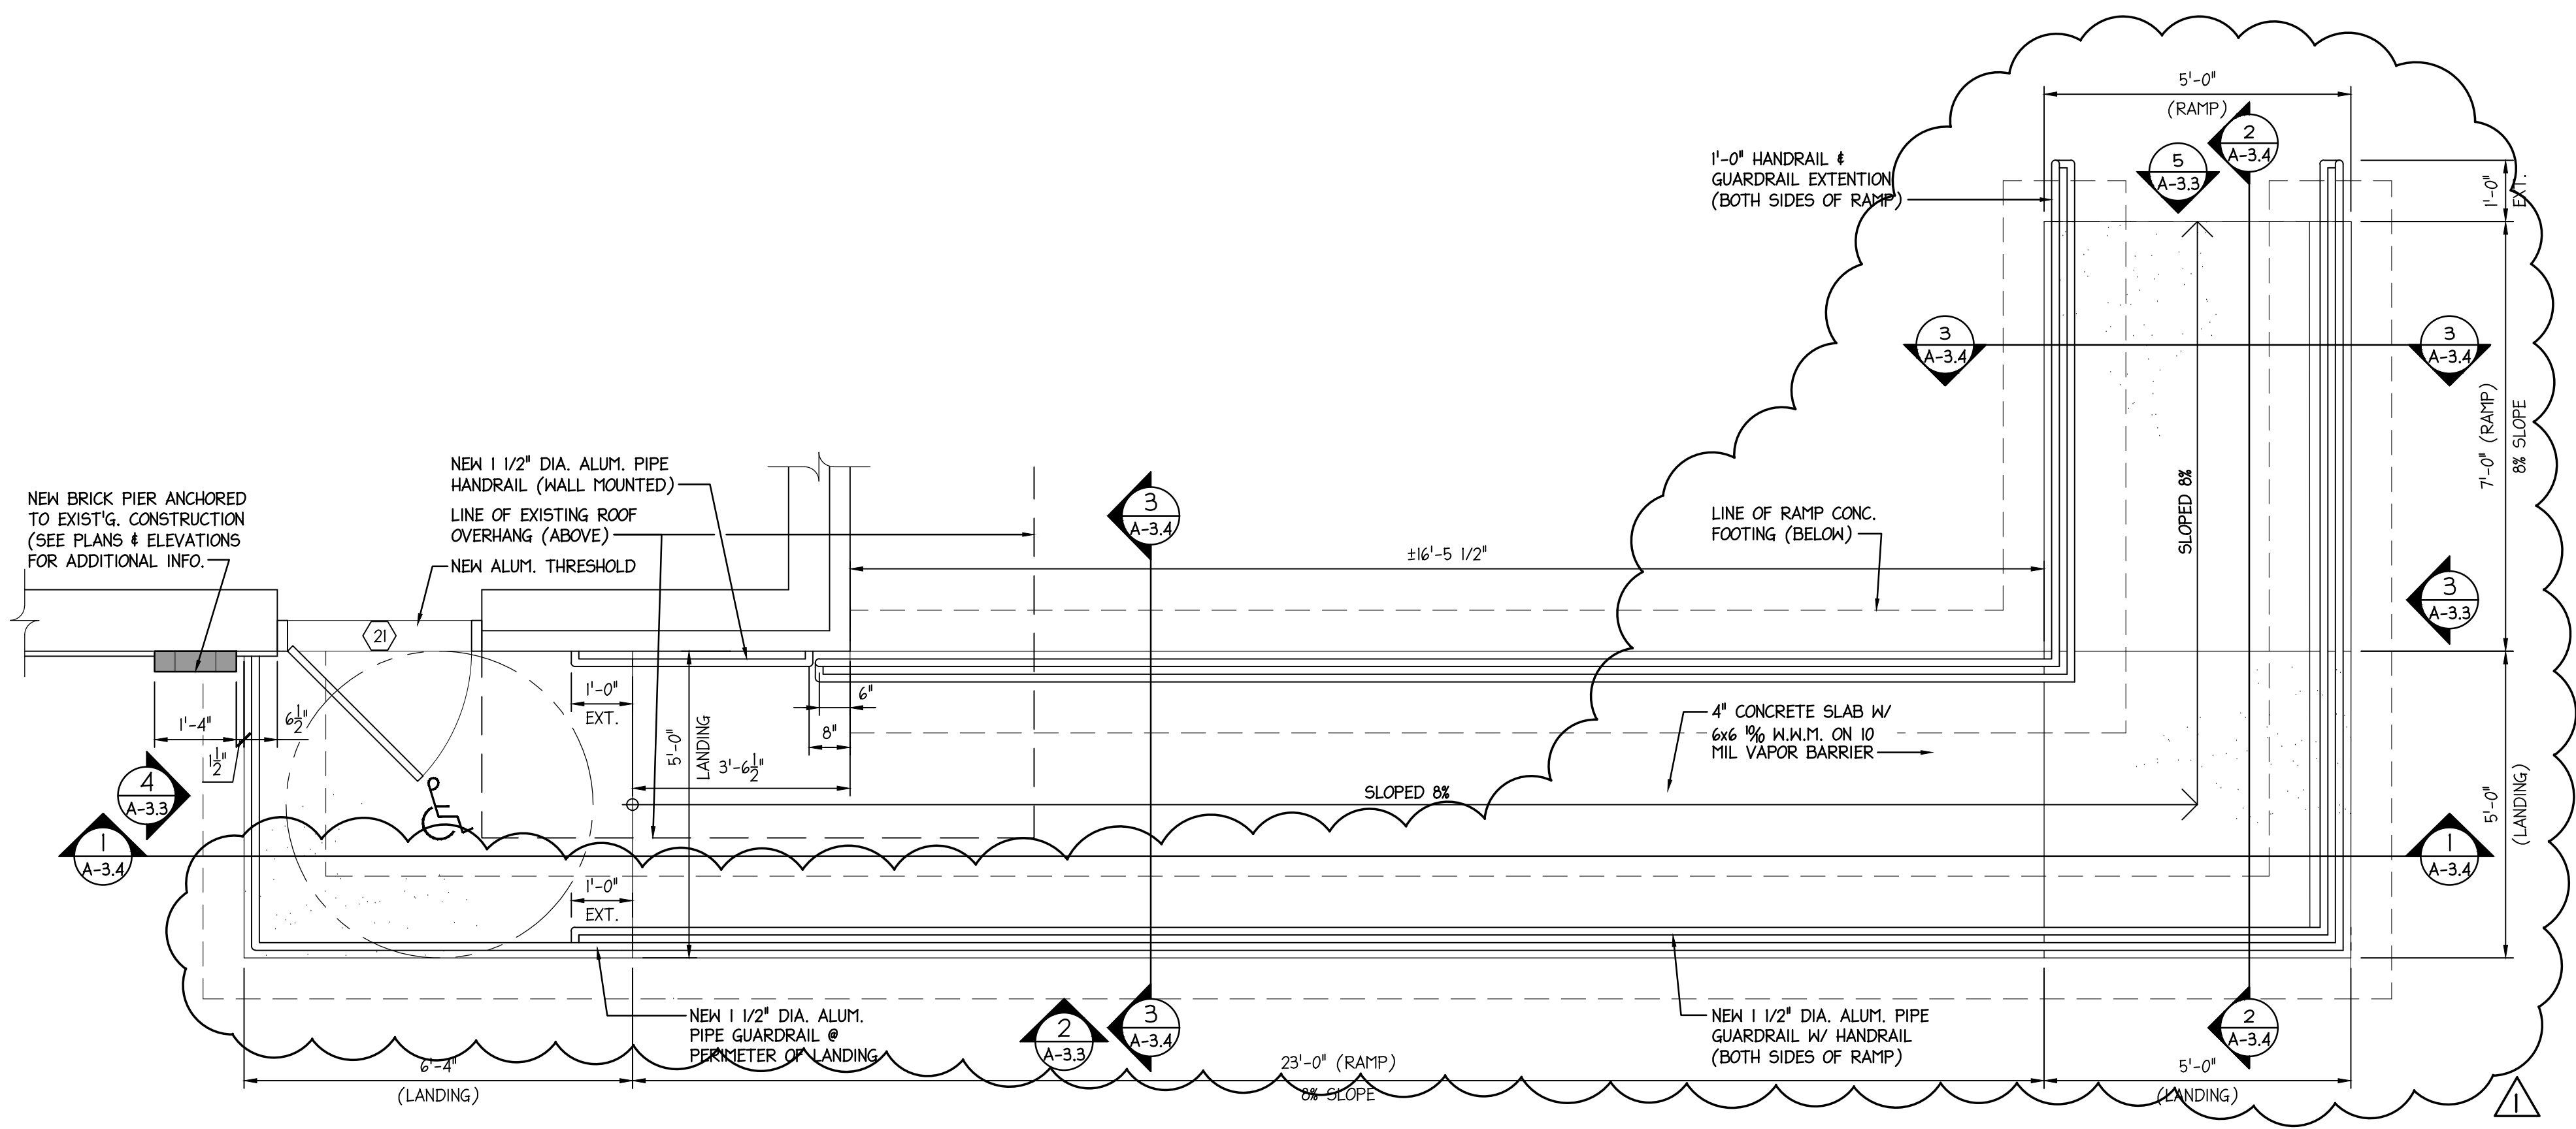 5'-0"
(RAMP)
2
A-3.4
5
A-3.3
1'-0" HANDRAIL &
GUARDRAIL EXTENTION
(BOTH SIDES OF RAMP)
1'-0"
EXT.
3
A-3.4
3
A-3.4
7'-0" (RAMP)
8% SLOPE
SLOPED 8%
NEW 1 1/2" DIA. ALUM. PIPE
HANDRAIL (WALL MOUNTED)
LINE OF EXISTING ROOF
OVERHANG (ABOVE)
NEW ALUM. THRESHOLD
NEW BRICK PIER ANCHORED
TO EXIST'G. CONSTRUCTION
(SEE PLANS & ELEVATIONS
FOR ADDITIONAL INFO.
3
A-3.4
±16'-5 1/2"
LINE OF RAMP CONC.
FOOTING (BELOW)
3
A-3.3
21
1'-4"
6 1/2"
1 1/2"
1'-0"
EXT.
5'-0"
LANDING
6"
8"
3'-6 1/2"
4" CONCRETE SLAB W/
6x6 10/10 W.W.M. ON 10
MIL VAPOR BARRIER
SLOPED 8%
4
A-3.3
1
A-3.4
1
A-3.4
5'-0"
(LANDING)
1'-0"
EXT.
NEW 1 1/2" DIA. ALUM.
PIPE GUARDRAIL @
PERIMETER OF LANDING
2
A-3.3
3
A-3.4
NEW 1 1/2" DIA. ALUM. PIPE
GUARDRAIL W/ HANDRAIL
(BOTH SIDES OF RAMP)
2
A-3.4
6'-4"
(LANDING)
23'-0" (RAMP)
8% SLOPE
5'-0"
(LANDING)
1